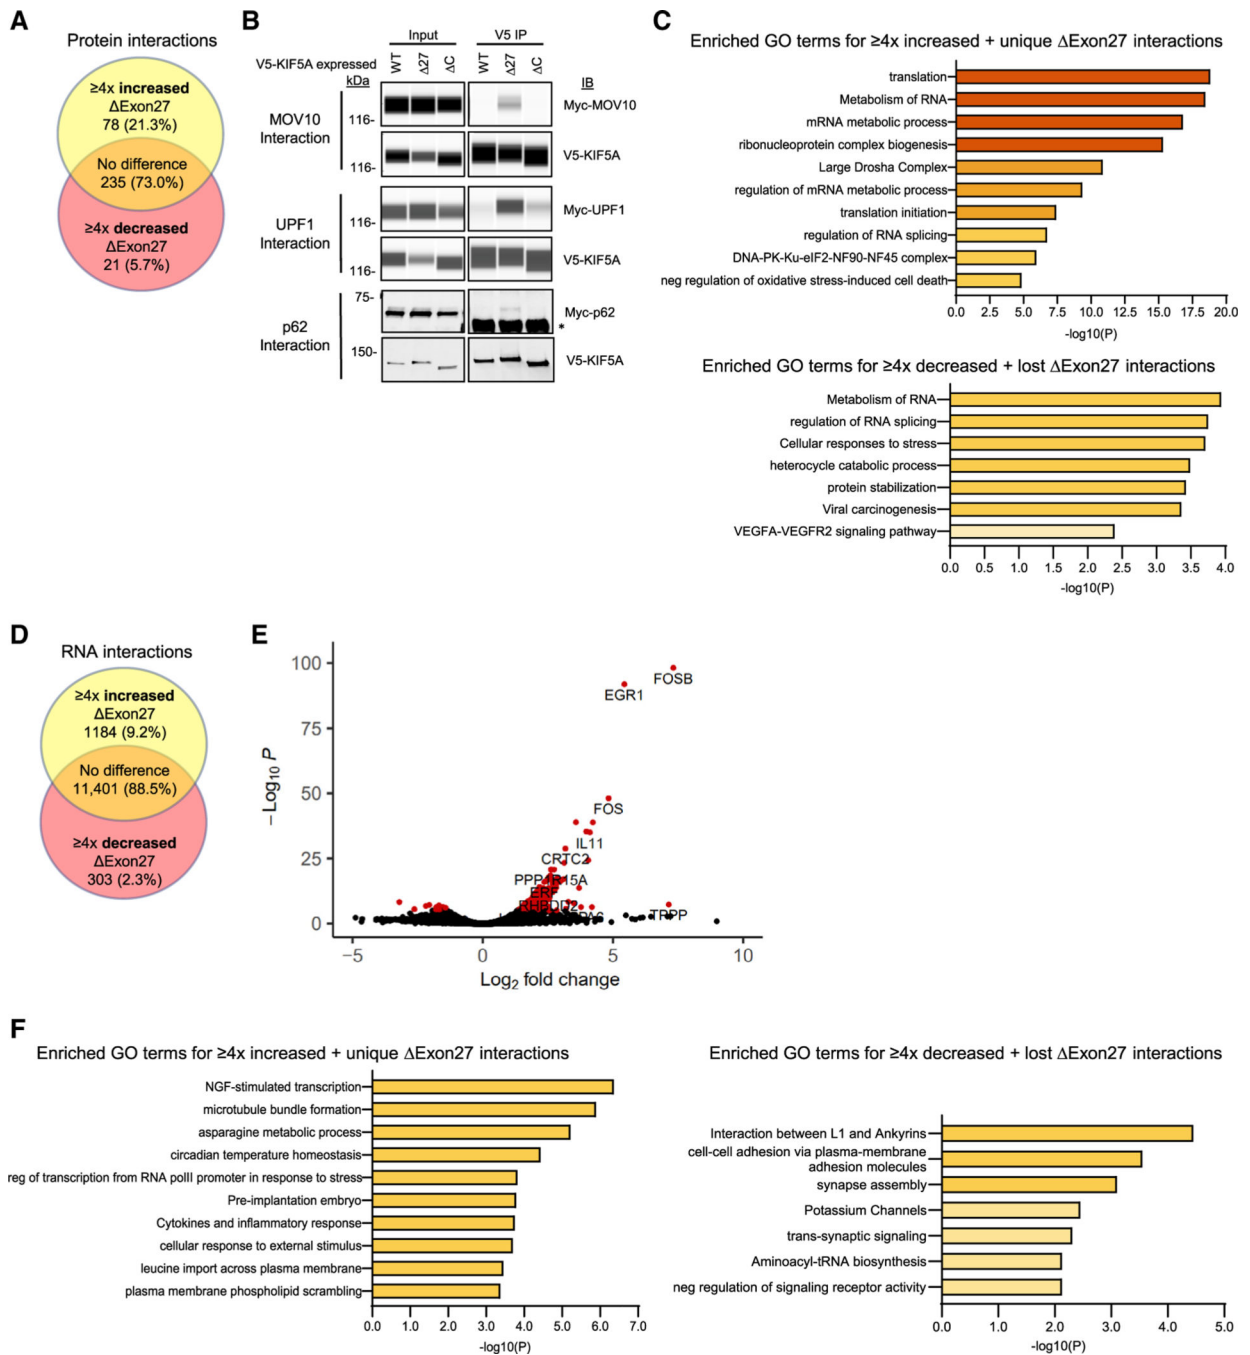 A
Protein interactions
≥4x increased
ΔExon27
78 (21.3%)
No difference
235 (73.0%)
≥4x decreased
ΔExon27
21 (5.7%)
B
Input
V5 IP
V5-KIF5A expressed
WT
Δ27
ΔC
WT
Δ27
ΔC
kDa
IB
MOV10
Interaction
116-
Myc-MOV10
116-
V5-KIF5A
UPF1
Interaction
116-
Myc-UPF1
116-
V5-KIF5A
p62
Interaction
75-
Myc-p62
*
150-
V5-KIF5A
C
Enriched GO terms for ≥4x increased + unique ΔExon27 interactions
translation
Metabolism of RNA
mRNA metabolic process
ribonucleoprotein complex biogenesis
Large Drosha Complex
regulation of mRNA metabolic process
translation initiation
regulation of RNA splicing
DNA-PK-Ku-eIF2-NF90-NF45 complex
neg regulation of oxidative stress-induced cell death
0.0 2.5 5.0 7.5 10.0 12.5 15.0 17.5 20.0
-log10(P)
Enriched GO terms for ≥4x decreased + lost ΔExon27 interactions
Metabolism of RNA
regulation of RNA splicing
Cellular responses to stress
heterocycle catabolic process
protein stabilization
Viral carcinogenesis
VEGFA-VEGFR2 signaling pathway
0.0 0.5 1.0 1.5 2.0 2.5 3.0 3.5 4.0
-log10(P)
D
RNA interactions
≥4x increased
ΔExon27
1184 (9.2%)
No difference
11,401 (88.5%)
≥4x decreased
ΔExon27
303 (2.3%)
E
−Log10 P
100
75
50
25
0
FOSB
EGR1
FOS
IL11
CRTC2
PPP1R15A
ERF
RHBDD2
TRPP
−5 0 5 10
Log2 fold change
F
Enriched GO terms for ≥4x increased + unique ΔExon27 interactions
NGF-stimulated transcription
microtubule bundle formation
asparagine metabolic process
circadian temperature homeostasis
reg of transcription from RNA polII promoter in response to stress
Pre-implantation embryo
Cytokines and inflammatory response
cellular response to external stimulus
leucine import across plasma membrane
plasma membrane phospholipid scrambling
0.0 1.0 2.0 3.0 4.0 5.0 6.0 7.0
-log10(P)
Enriched GO terms for ≥4x decreased + lost ΔExon27 interactions
Interaction between L1 and Ankyrins
cell-cell adhesion via plasma-membrane
adhesion molecules
synapse assembly
Potassium Channels
trans-synaptic signaling
Aminoacyl-tRNA biosynthesis
neg regulation of signaling receptor activity
0.0 1.0 2.0 3.0 4.0 5.0
-log10(P)